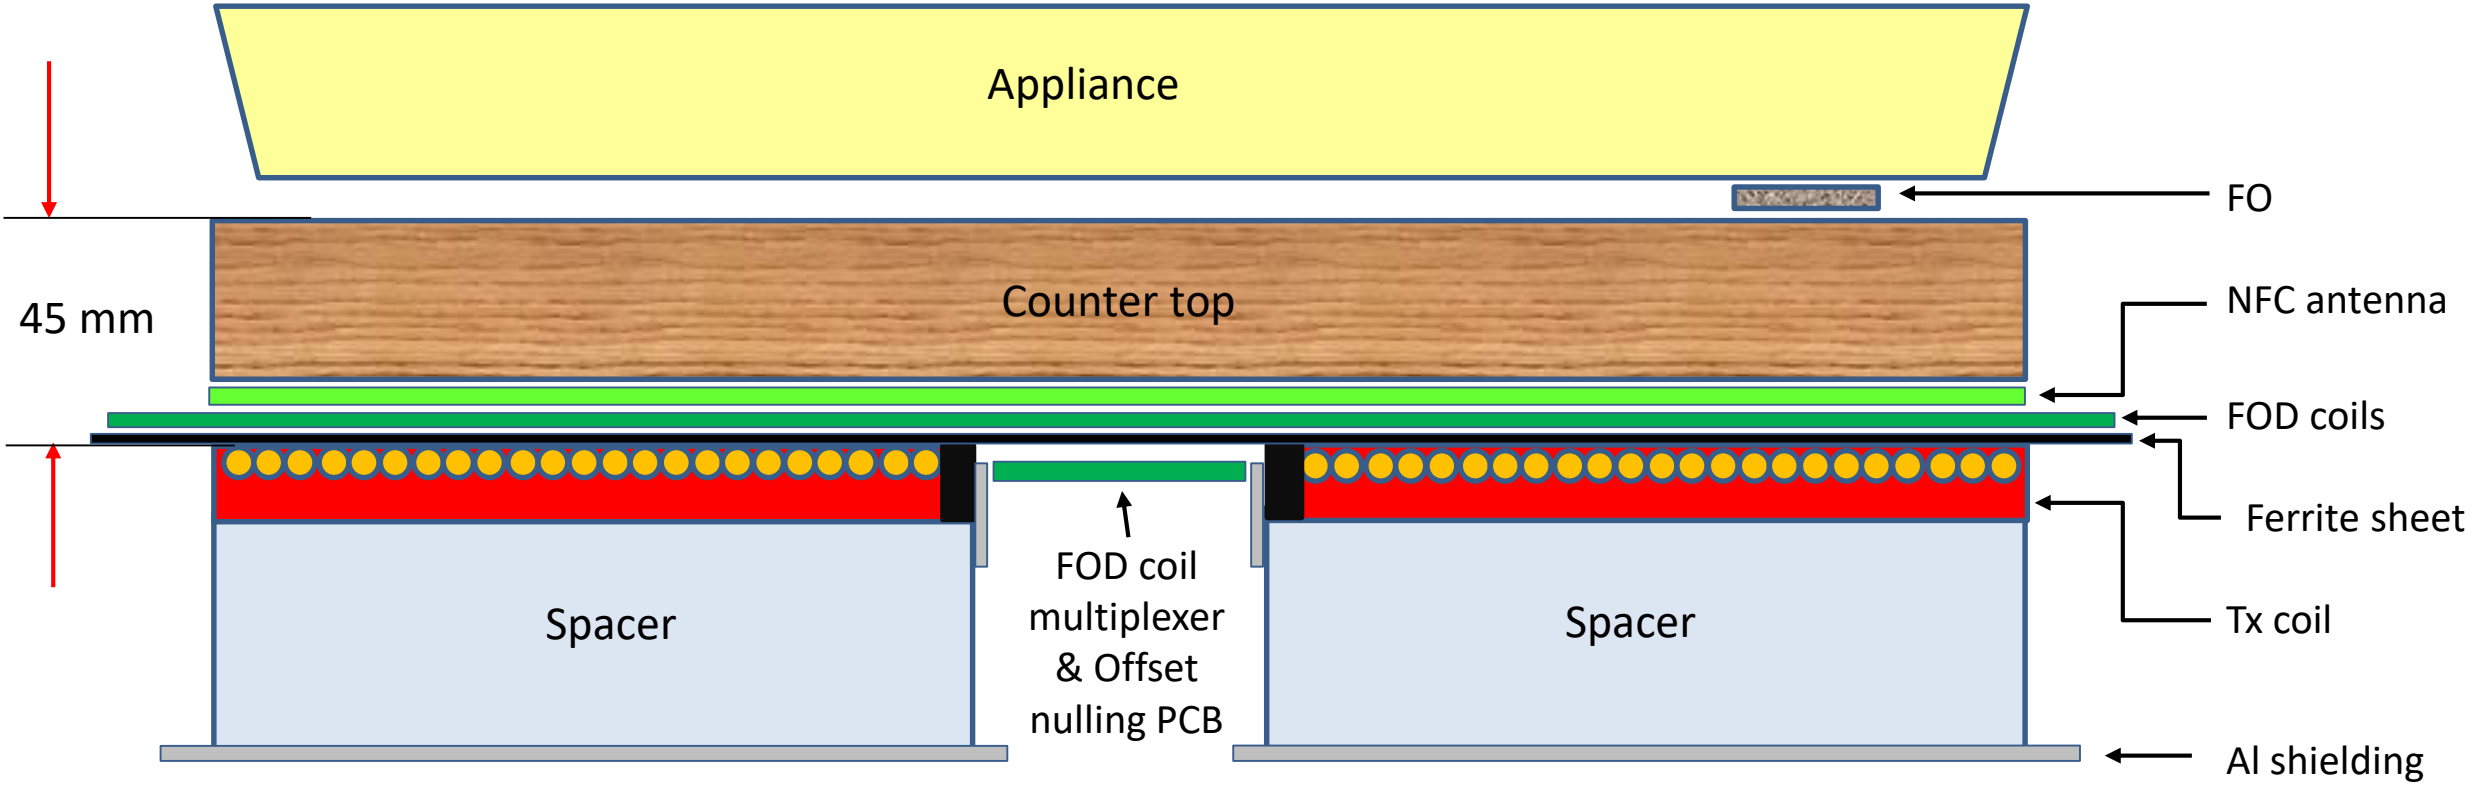 Appliance
FO
NFC antenna
Counter top
45 mm
FOD coils
Ferrite sheet
FOD coil
multiplexer
& Offset
nulling PCB
Spacer
Spacer
Tx coil
Al shielding